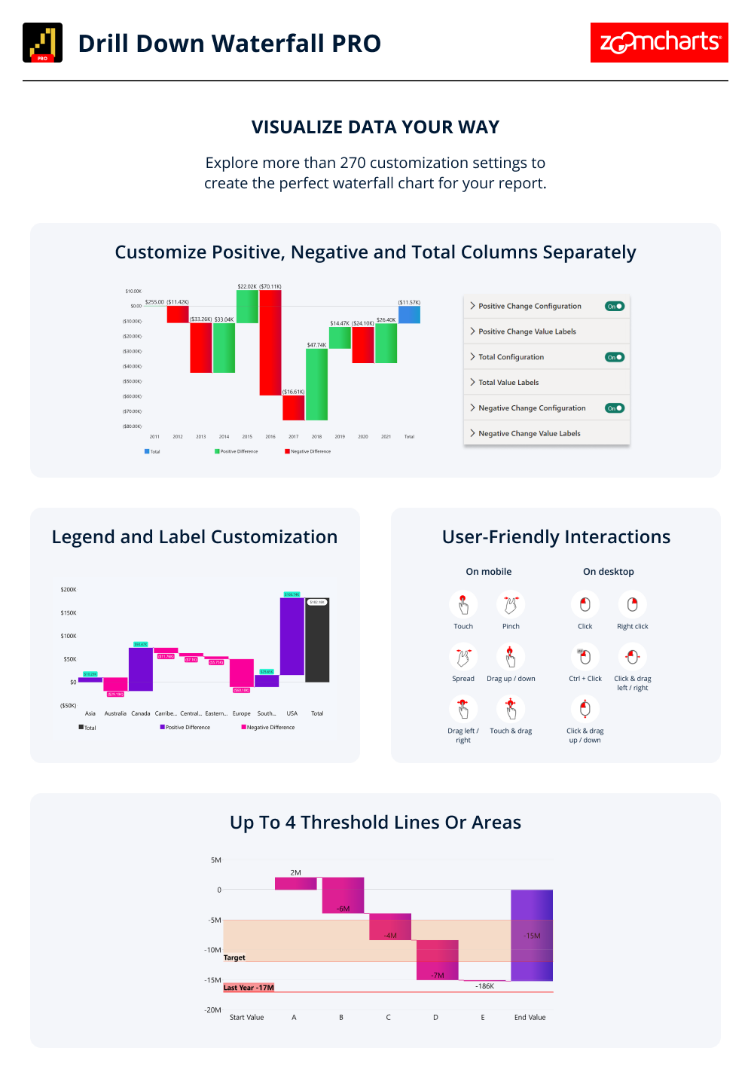 PRO
Drill Down Waterfall PRO
zoomcharts
VISUALIZE DATA YOUR WAY
Explore more than 270 customization settings to
create the perfect waterfall chart for your report.
Customize Positive, Negative and Total Columns Separately
$10.00K
$0.00
($10.00K)
($20.00K)
($30.00K)
($40.00K)
($50.00K)
($60.00K)
($70.00K)
($80.00K)
$255.00 ($11.42K) ($33.26K) $33.04K $22.02K ($70.11K) ($16.61K) $47.74K $14.47K ($24.10K) $26.40K ($11.57K)
2011 2012 2013 2014 2015 2016 2017 2018 2019 2020 2021 Total
Total Positive Difference Negative Difference
Positive Change Configuration On
Positive Change Value Labels
Total Configuration On
Total Value Labels
Negative Change Configuration On
Negative Change Value Labels
Legend and Label Customization
$200K
$150K
$100K
$50K
$0
($50K)
Asia Australia Canada Carribe... Central... Eastern... Europe South... USA Total
Total Positive Difference Negative Difference
User-Friendly Interactions
On mobile On desktop
Touch Pinch Click Right click
Spread Drag up / down Ctrl + Click Click & drag
left / right
Drag left /
right
Touch & drag
Click & drag
up / down
Up To 4 Threshold Lines Or Areas
5M
0
-5M
-10M
-15M
-20M
2M
-6M
-4M
-7M
-186K
-15M
Target
Last Year -17M
Start Value A B C D E End Value